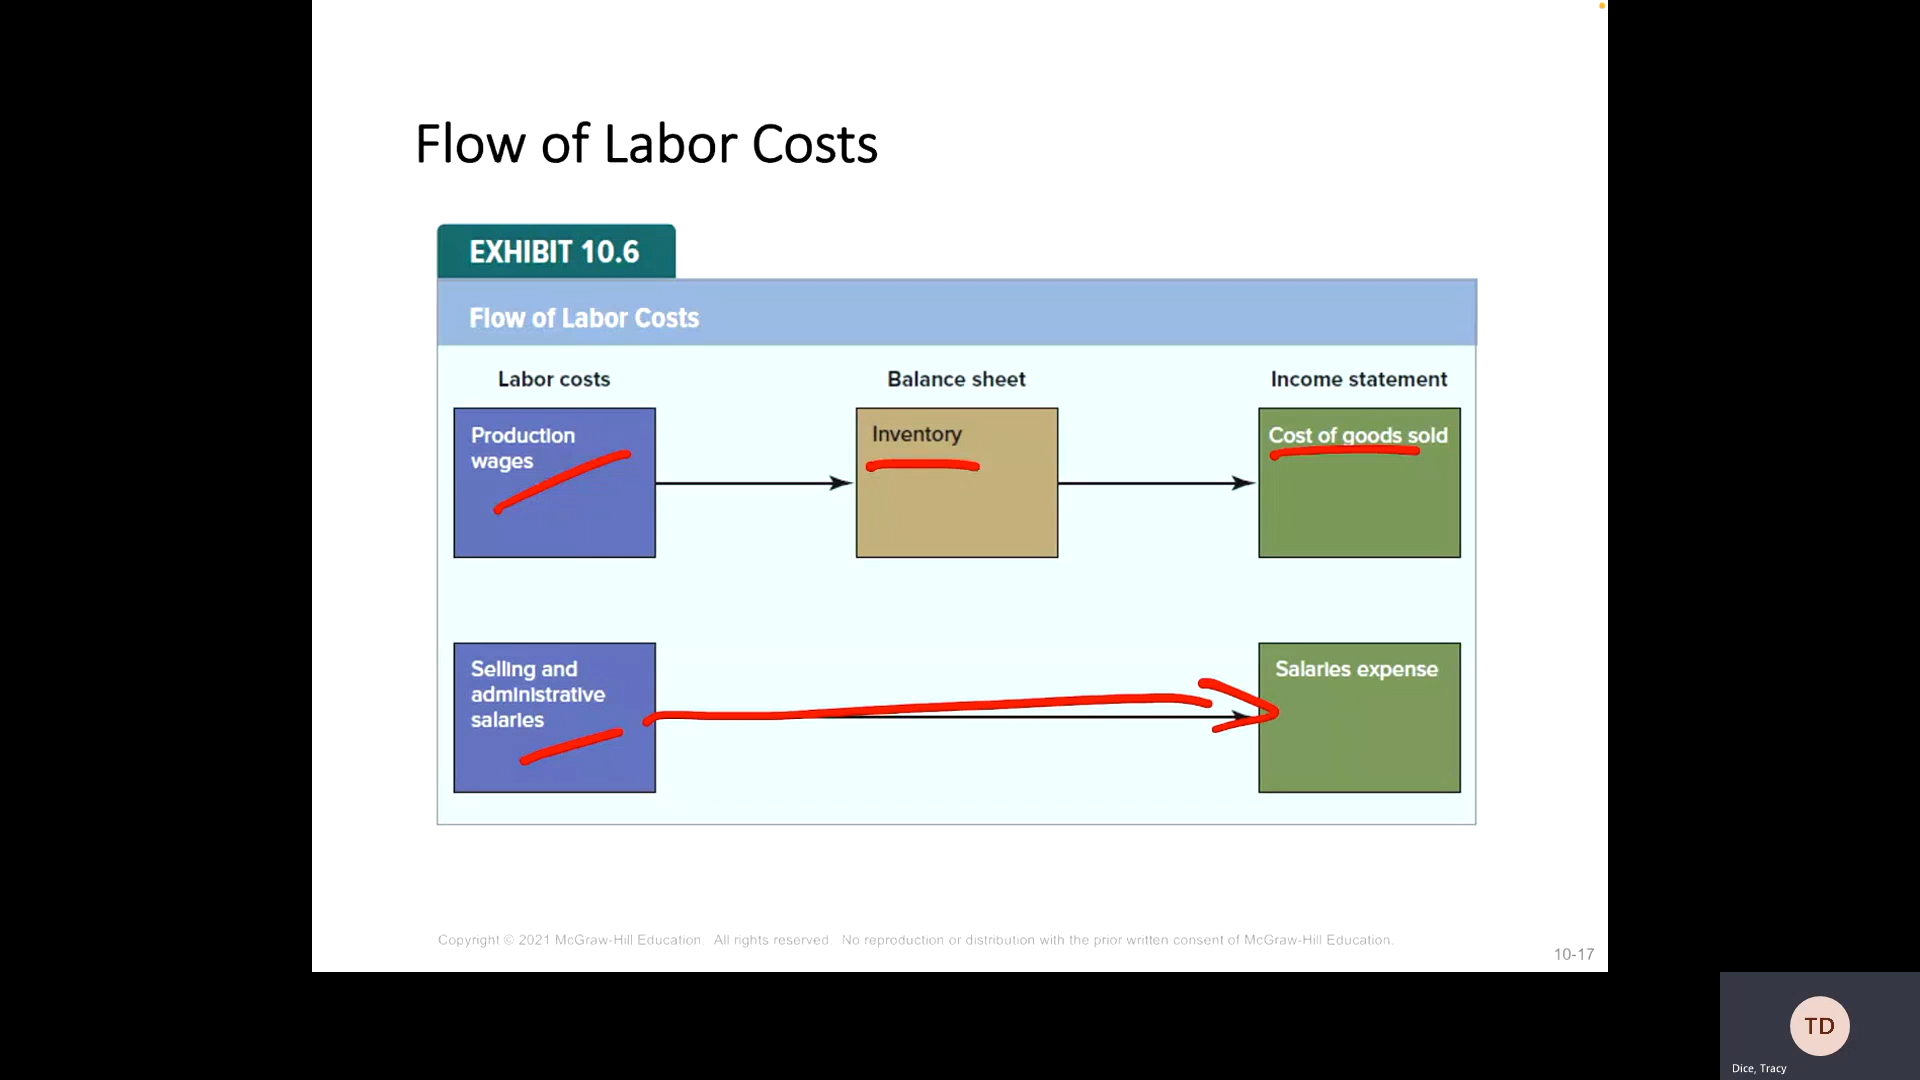 Flow of Labor Costs
EXHIBIT 10.6
Flow of Labor Costs
Labor costs
Balance sheet
Income statement
Production
wages
Inventory
Cost of goods sold
Selling and
administrative
salaries
Salaries expense
Copyright © 2021 McGraw-Hill Education. All rights reserved. No reproduction or distribution with the prior written consent of McGraw-Hill Education.
10-17
TD
Dice, Tracy